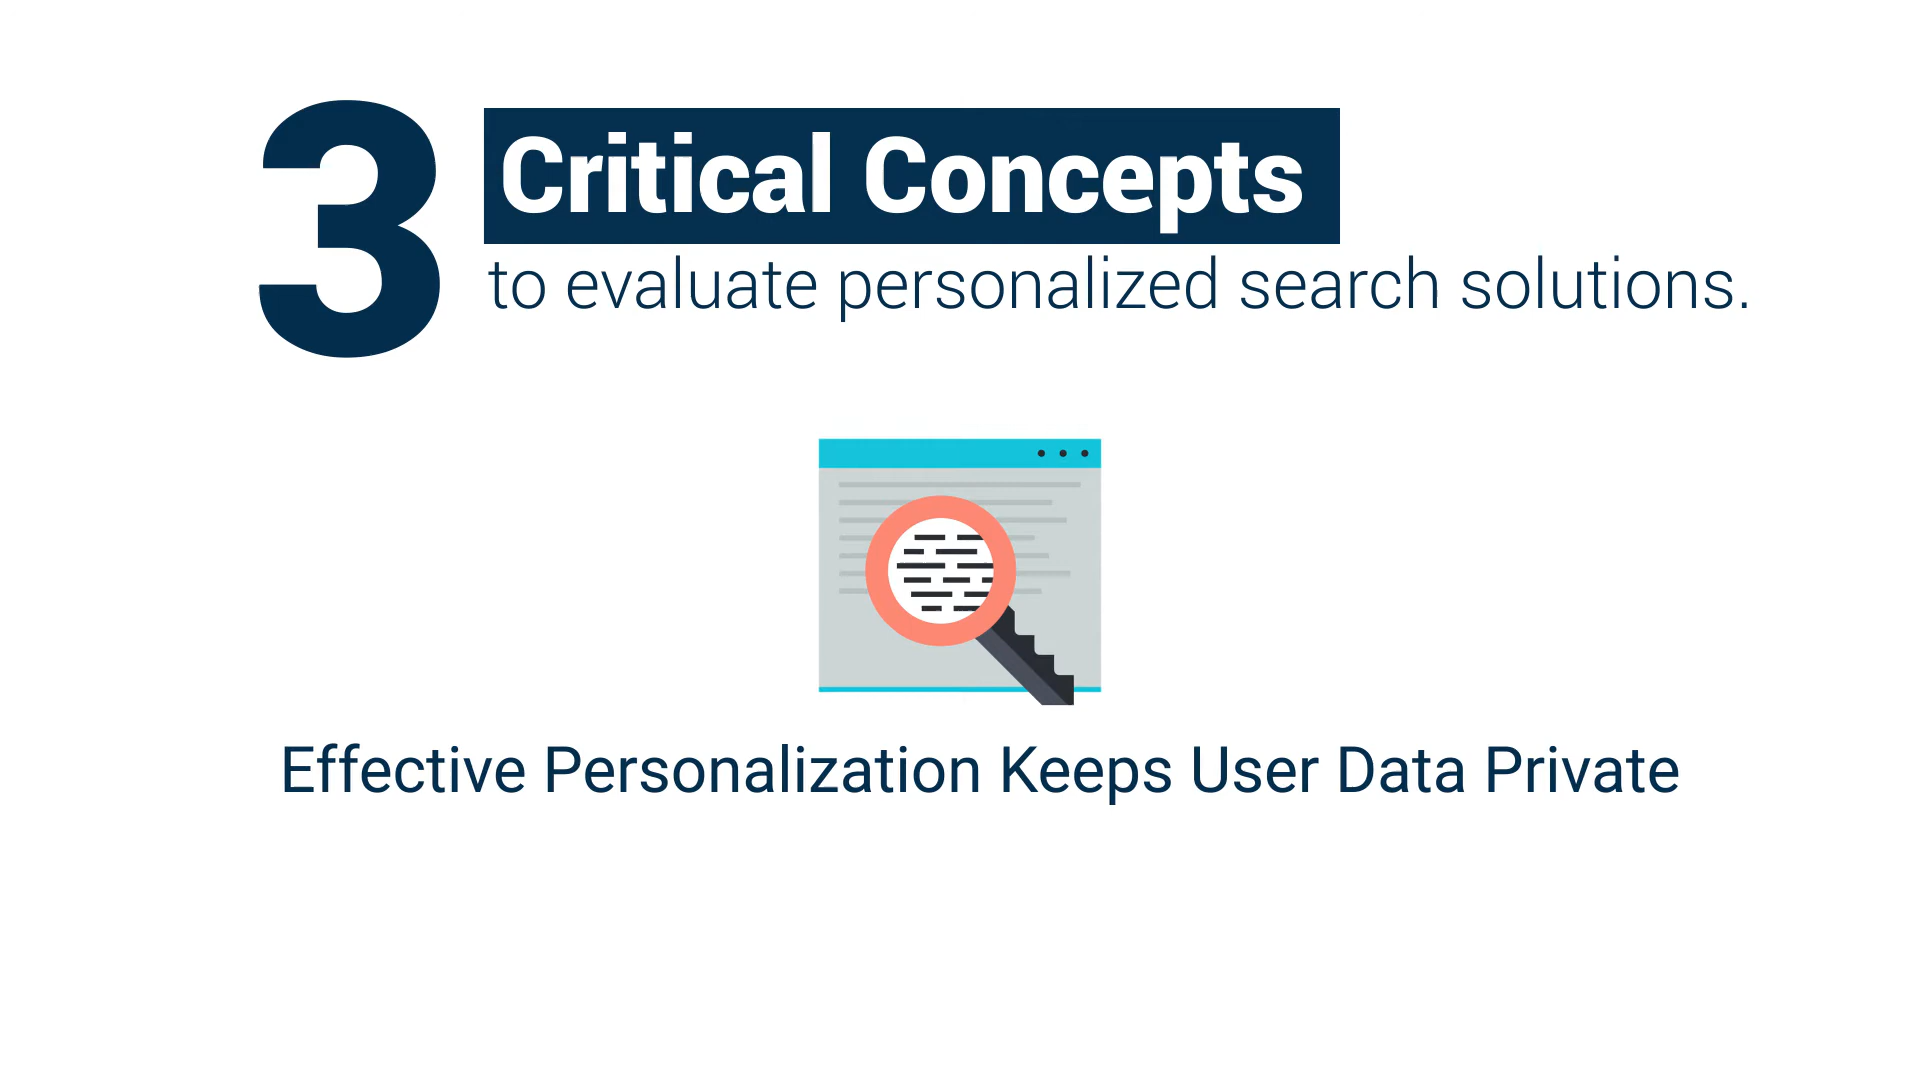 3 Critical Concepts
to evaluate personalized search solutions.
Effective Personalization Keeps User Data Private